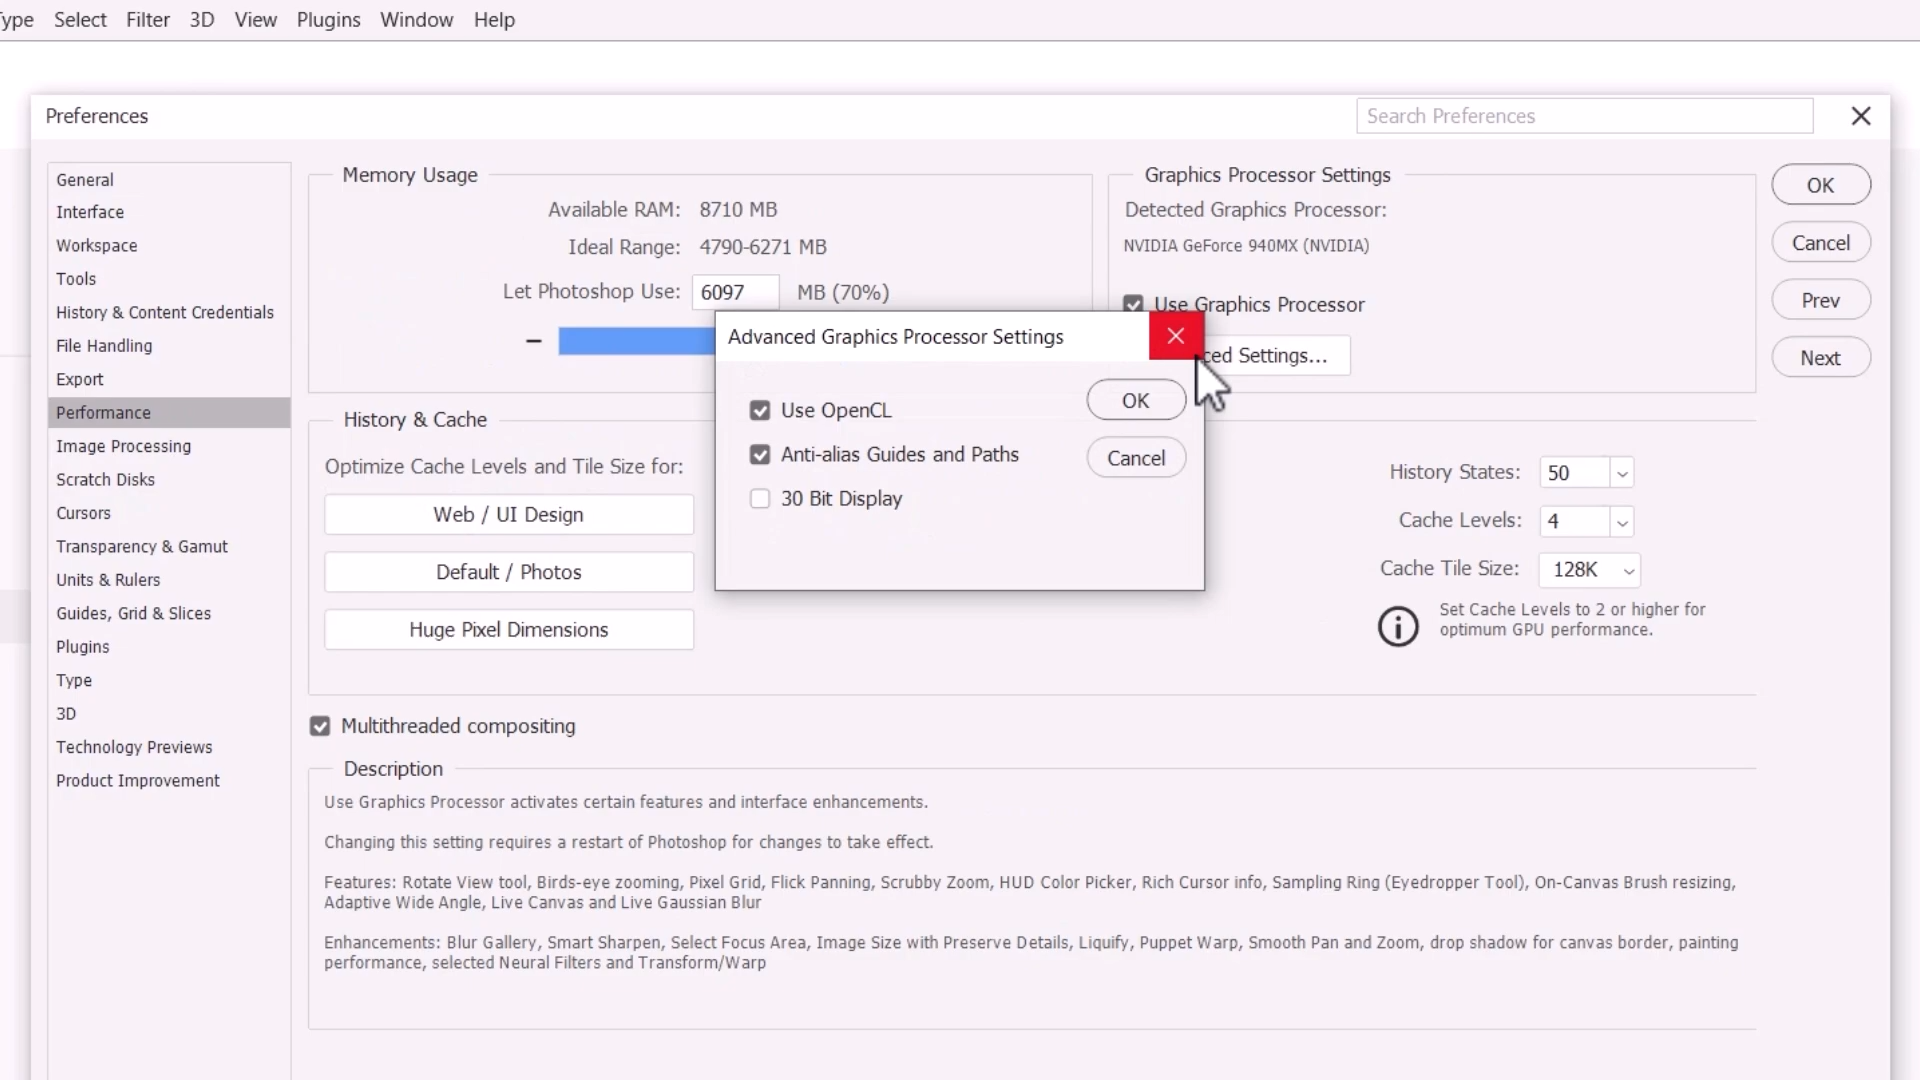 Type Select Filter 3D View Plugins Window Help
Preferences
Search Preferences
General
Interface
Workspace
Tools
History & Content Credentials
File Handling
Export
Performance
Image Processing
Scratch Disks
Cursors
Transparency & Gamut
Units & Rulers
Guides, Grid & Slices
Plugins
Type
3D
Technology Previews
Product Improvement
Memory Usage
Available RAM: 8710 MB
Ideal Range: 4790-6271 MB
Let Photoshop Use: 6097 MB (70%)
Graphics Processor Settings
Detected Graphics Processor:
NVIDIA GeForce 940MX (NVIDIA)
Use Graphics Processor
Settings...
OK
Cancel
Prev
Next
Advanced Graphics Processor Settings
Use OpenCL
Anti-alias Guides and Paths
30 Bit Display
OK
Cancel
History & Cache
Optimize Cache Levels and Tile Size for:
Web / UI Design
Default / Photos
Huge Pixel Dimensions
History States: 50
Cache Levels: 4
Cache Tile Size: 128K
Set Cache Levels to 2 or higher for
optimum GPU performance.
Multithreaded compositing
Description
Use Graphics Processor activates certain features and interface enhancements.
Changing this setting requires a restart of Photoshop for changes to take effect.
Features: Rotate View tool, Birds-eye zooming, Pixel Grid, Flick Panning, Scrubby Zoom, HUD Color Picker, Rich Cursor info, Sampling Ring (Eyedropper Tool), On-Canvas Brush resizing,
Adaptive Wide Angle, Live Canvas and Live Gaussian Blur
Enhancements: Blur Gallery, Smart Sharpen, Select Focus Area, Image Size with Preserve Details, Liquify, Puppet Warp, Smooth Pan and Zoom, drop shadow for canvas border, painting
performance, selected Neural Filters and Transform/Warp